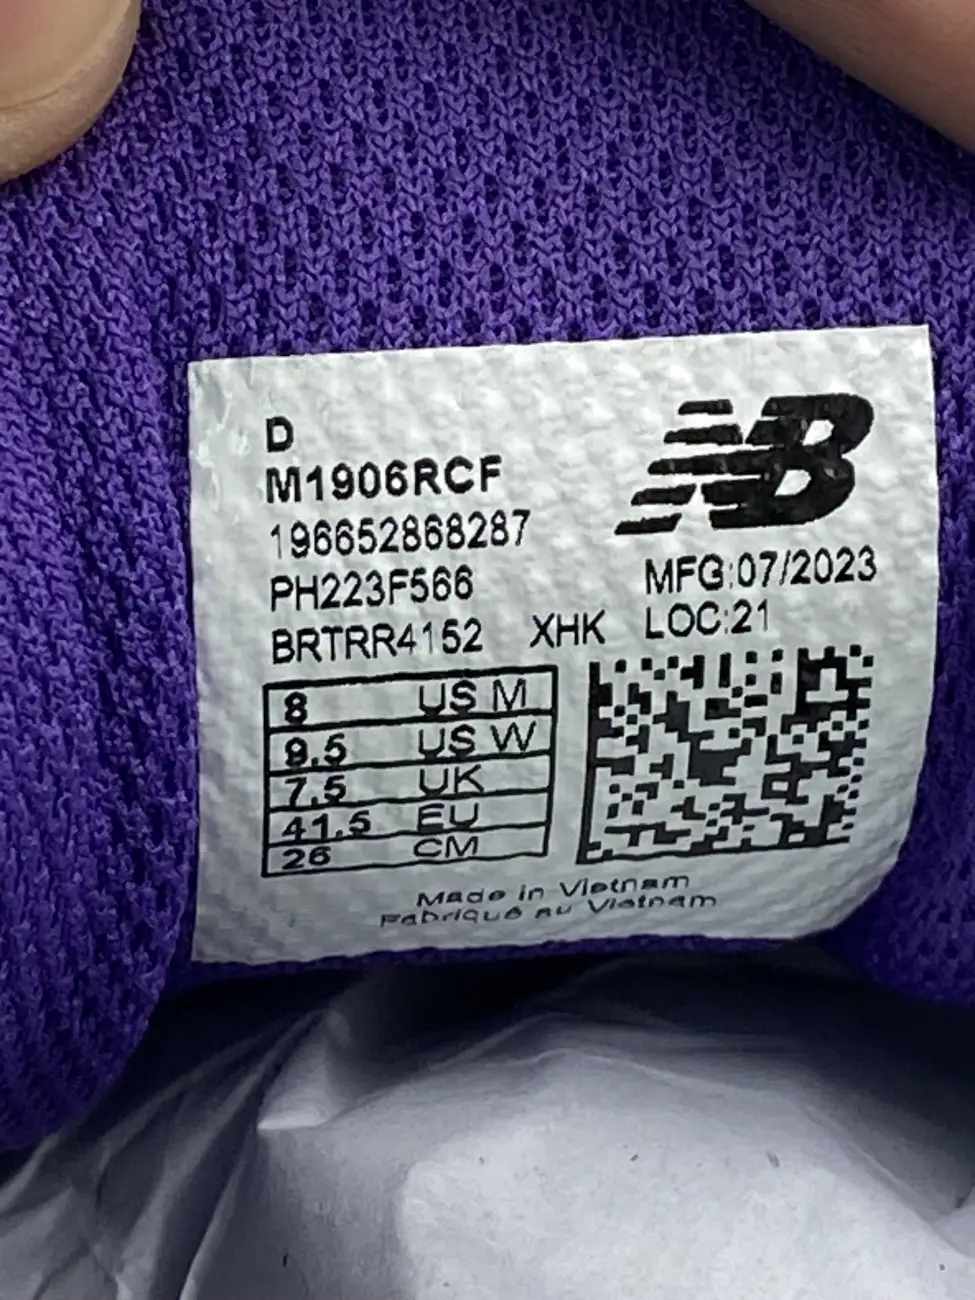 D
M1906RCF
196652868287
PH223F566
BRTRR4152 XHK
NB
MFG:07/2023
LOC:21
8 US M
9.5 US W
7.5 UK
41.5 EU
26 CM
Made in Vietnam
Fabriqué au Vietnam